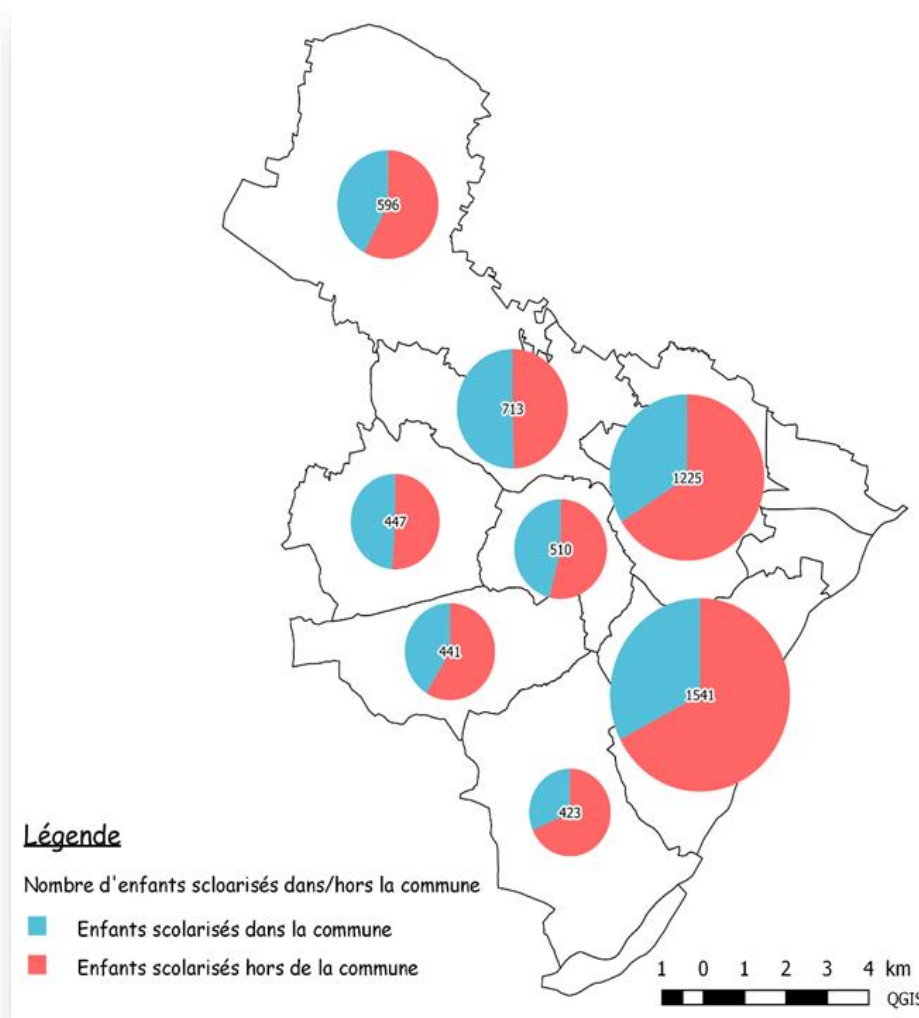 596
713
1225
447
510
441
1541
423
Légende
Nombre d'enfants scloarisés dans/hors la commune
Enfants scolarisés dans la commune
Enfants scolarisés hors de la commune
1 0 1 2 3 4 km
QGIS